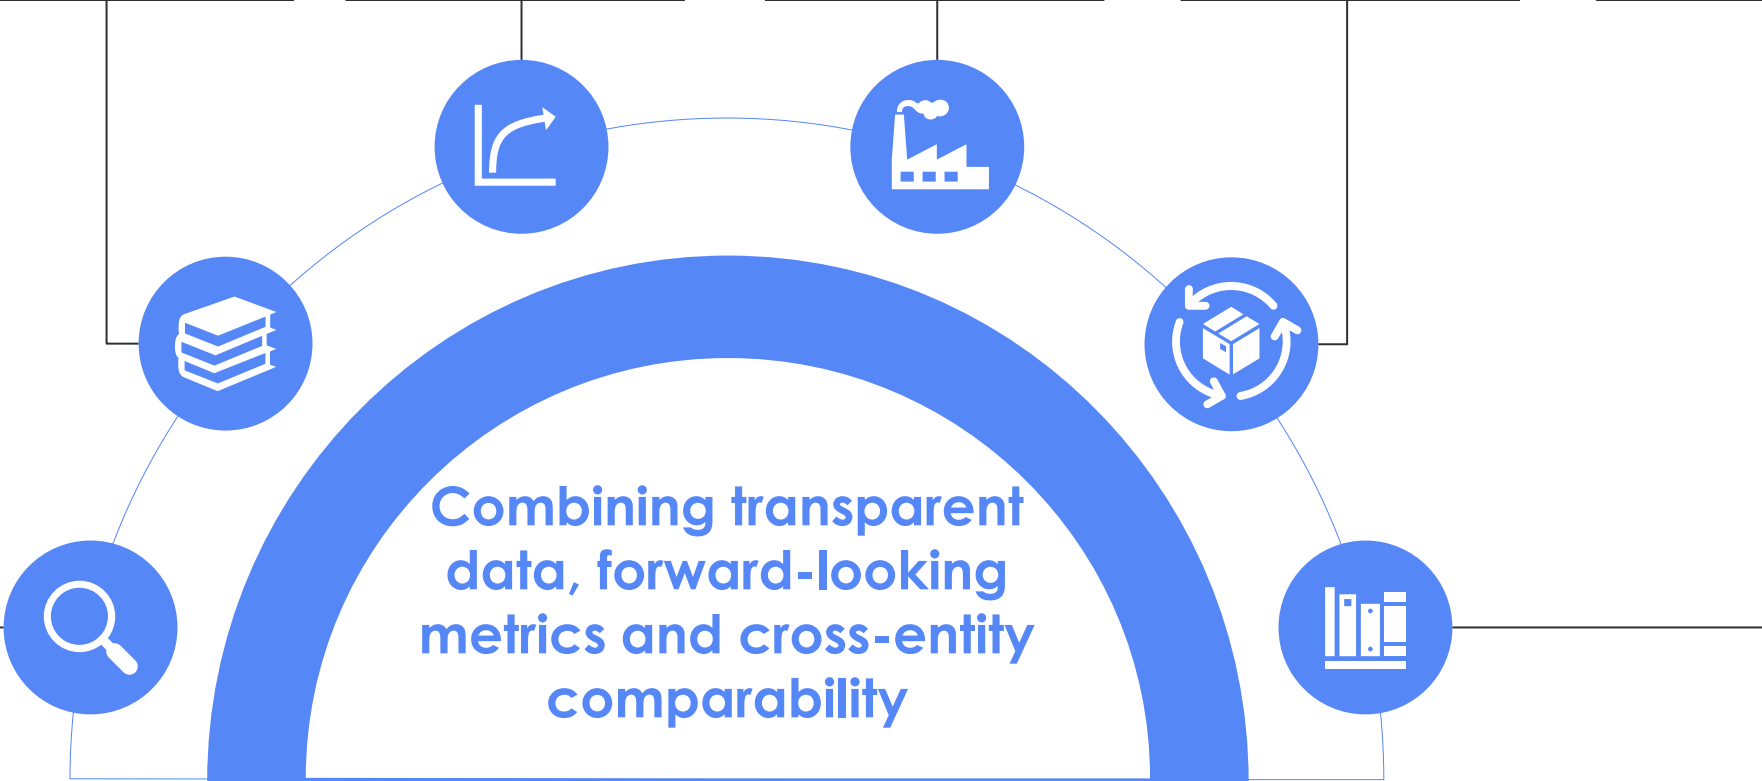 Combining transparent
data, forward-looking
metrics and cross-entity
comparability